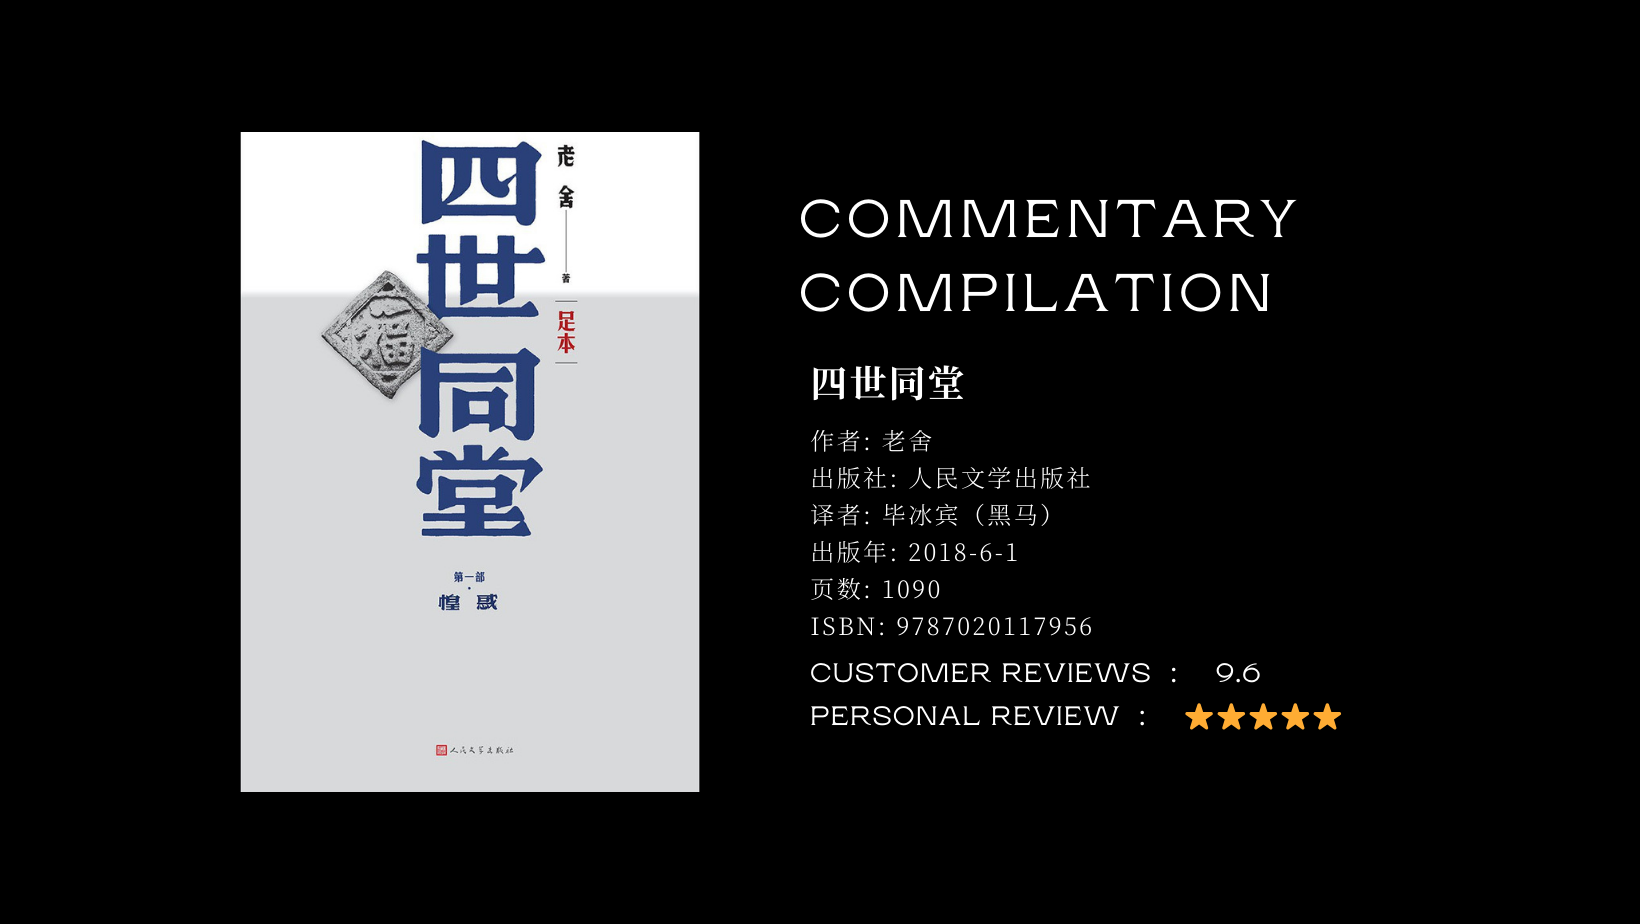 四世同堂
老舍
著
足本
福
第一部
·
惶惑
人民文学出版社
COMMENTARY
COMPILATION
四世同堂
作者: 老舍
出版社: 人民文学出版社
译者: 毕冰宾（黑马）
出版年: 2018-6-1
页数: 1090
ISBN: 9787020117956
CUSTOMER REVIEWS : 9.6
PERSONAL REVIEW :